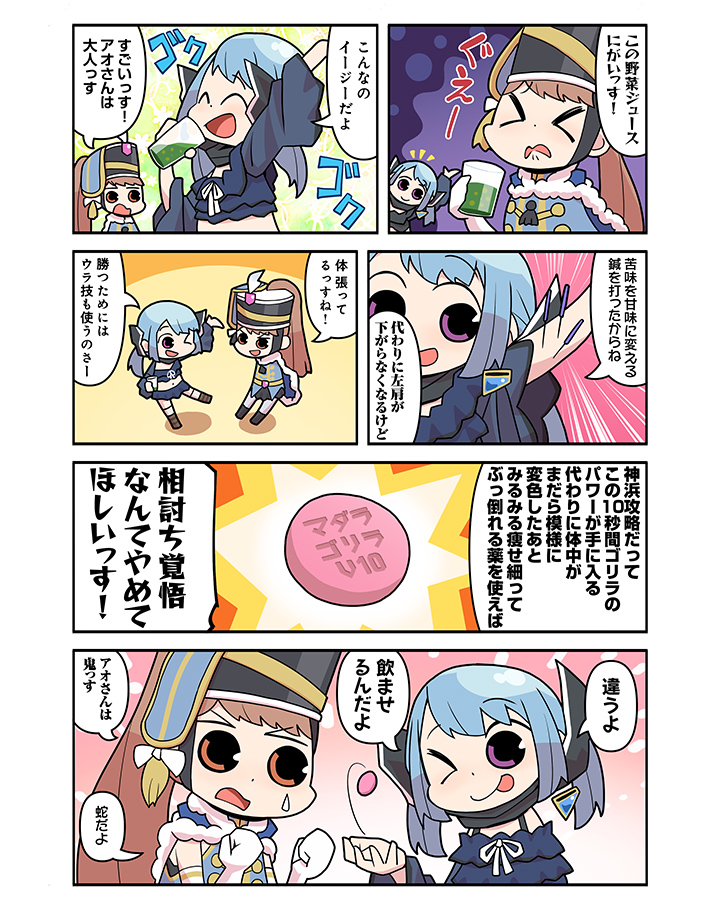 この野菜ジュース
にがいっす！
ぐえー
こんなの
イージーだよ
ゴク
ゴク
すごいっす！
アオさんは
大人っす
苦味を甘味に変える
鍼を打ったからね
代わりに左肩が
下がらなくなるけど
体張って
るっすね！
勝つためには
ウラ技も使うのさー
神浜攻略だって
この10秒間ゴリラの
パワーが手に入る
代わりに体中が
まだら模様に
変色したあと
みるみる痩せ細って
ぶっ倒れる薬を使えば
マダラ
ゴリラ
V10
相討ち覚悟
なんてやめて
ほしいっす！
違うよ
飲ませ
るんだよ
アオさんは
鬼っす
蛇だよ